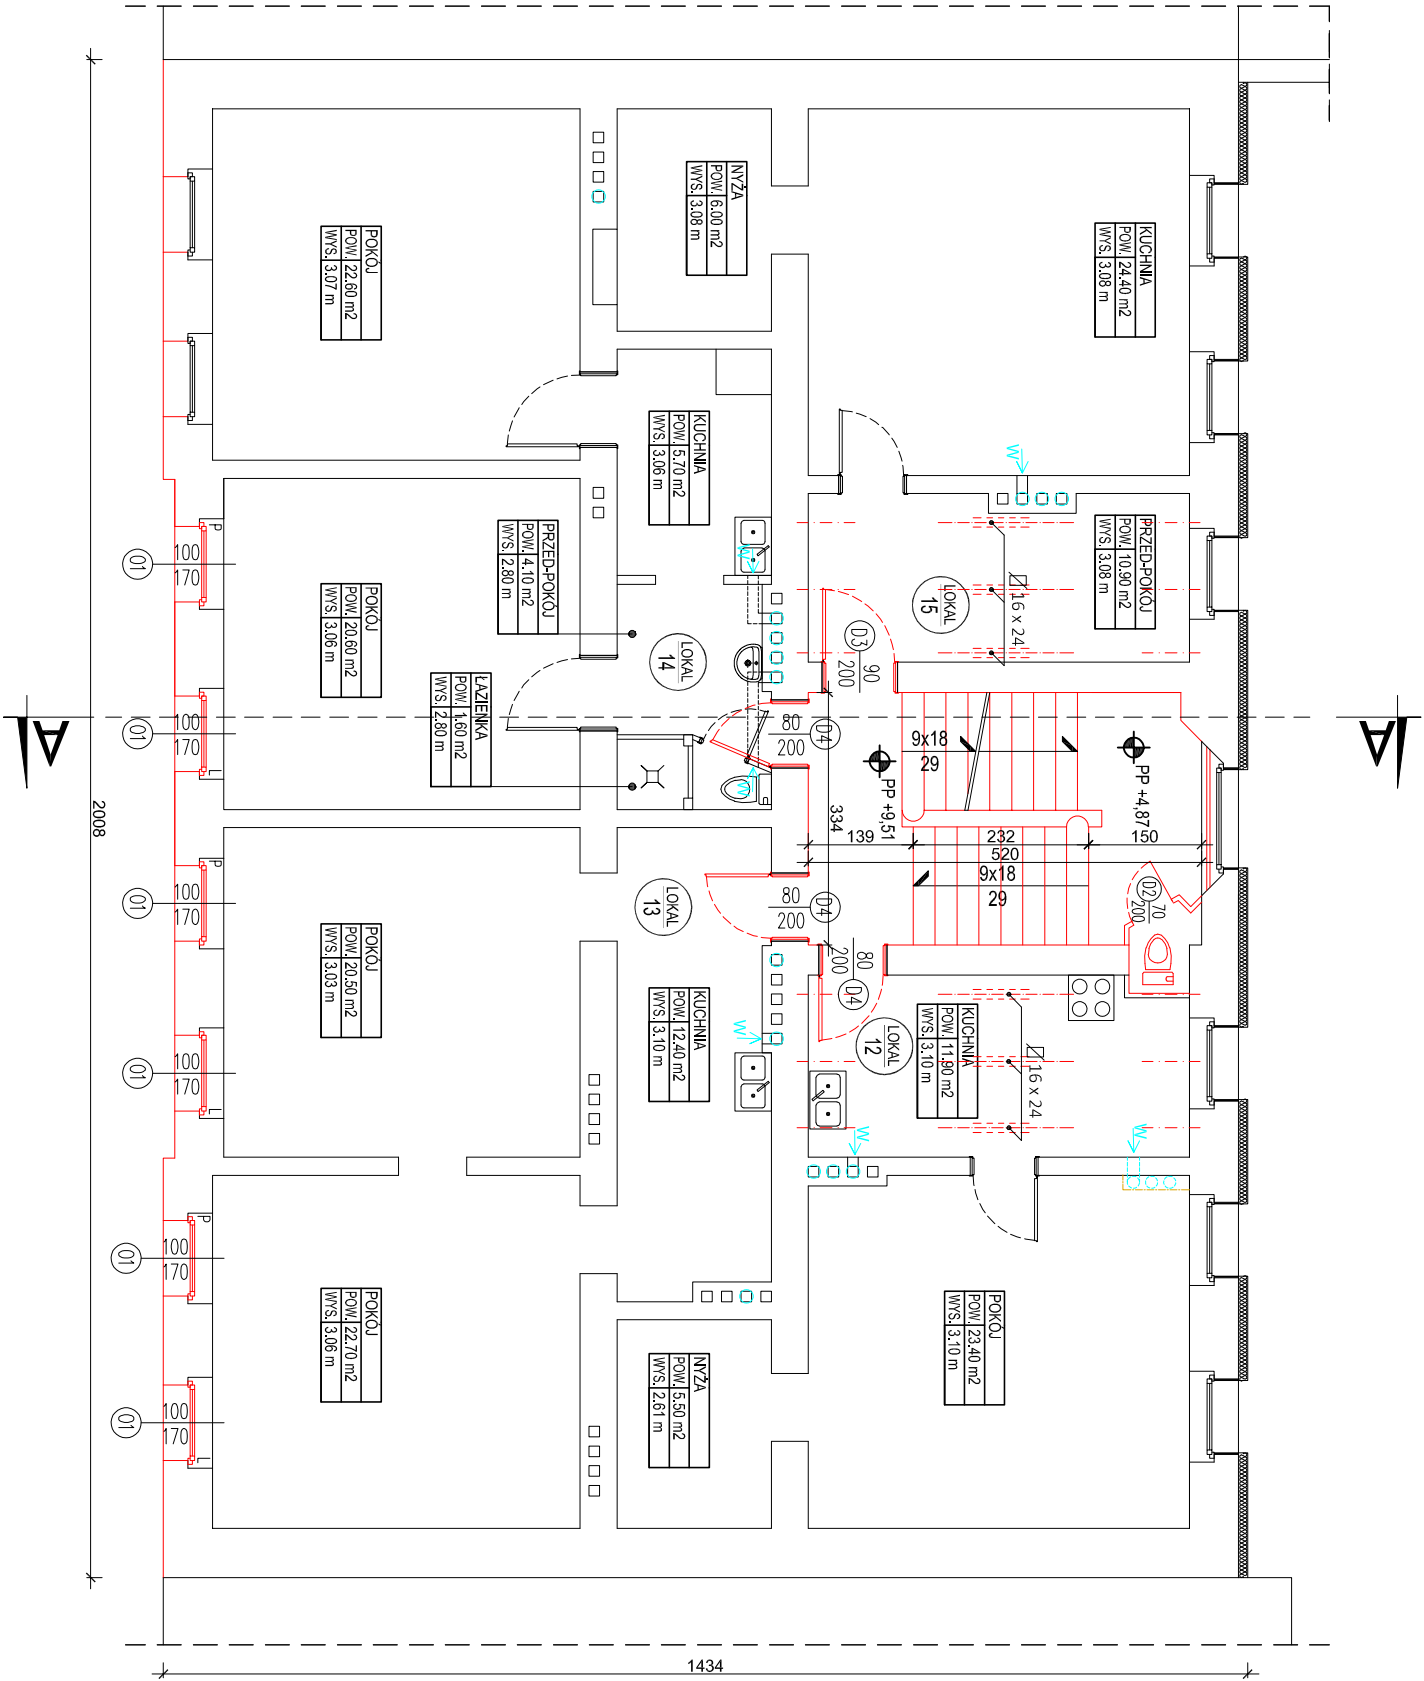 NYŻA
POW. 6.00 m2
WYS. 3.08 m
KUCHNIA
POW. 24.40 m2
WYS. 3.08 m
POKÓJ
POW. 22.60 m2
WYS. 3.07 m
KUCHNIA
POW. 5.70 m2
WYS. 3.06 m
W
PRZED-POKÓJ
POW. 10.90 m2
WYS. 3.08 m
PRZED-POKÓJ
POW. 4.10 m2
WYS. 2.80 m
16 x 24
LOKAL
15
W
01
100
170
P
POKÓJ
POW. 20.60 m2
WYS. 3.06 m
LOKAL
14
D3
90
200
ŁAZIENKA
POW. 1.60 m2
WYS. 2.80 m
A
01
100
170
L
80
200
D4
9x18
29
PP +4,87
A
W
PP +9,51
2008
334
139
232
150
520
9x18
29
01
100
170
P
POKÓJ
POW. 20.50 m2
WYS. 3.03 m
LOKAL
13
80
200
D4
D2
70
200
80
200
D4
KUCHNIA
POW. 12.40 m2
WYS. 3.10 m
W
LOKAL
12
KUCHNIA
POW. 11.90 m2
WYS. 3.10 m
16 x 24
01
100
170
L
W
W
01
100
170
P
POKÓJ
POW. 22.70 m2
WYS. 3.06 m
NYŻA
POW. 5.50 m2
WYS. 2.61 m
POKÓJ
POW. 23.40 m2
WYS. 3.10 m
01
100
170
L
1434